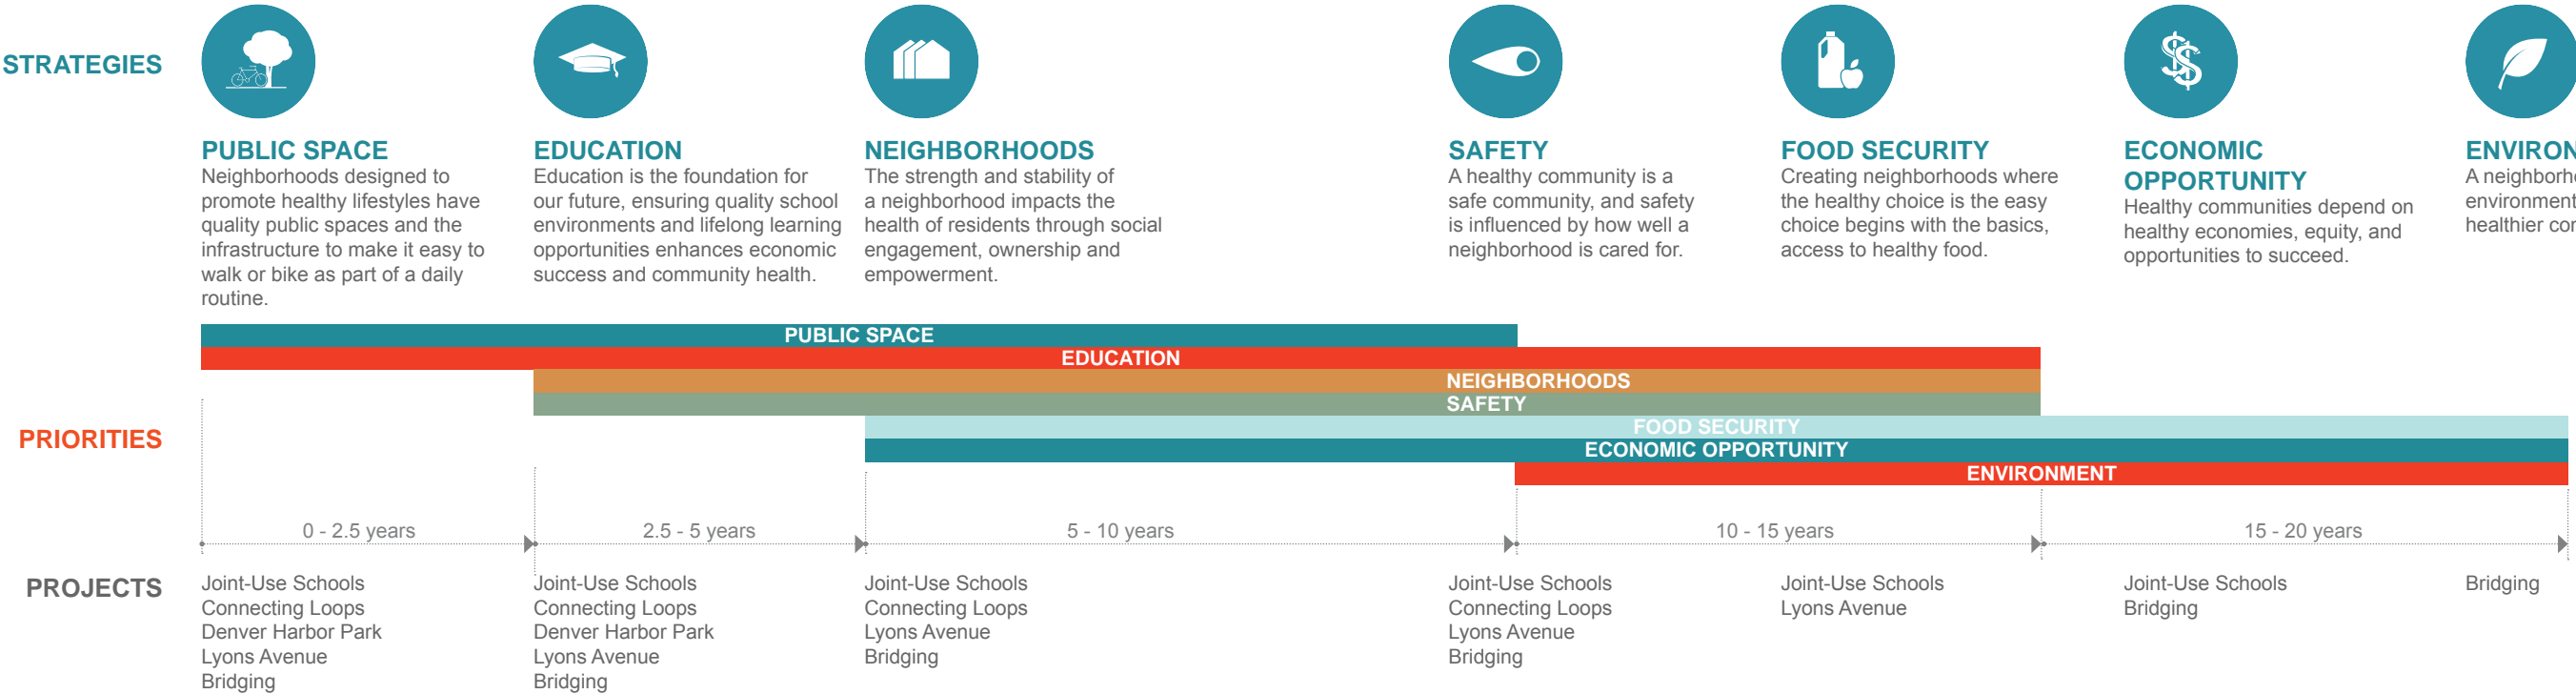 STRATEGIES
PUBLIC SPACE
Neighborhoods designed to
promote healthy lifestyles have
quality public spaces and the
infrastructure to make it easy to
walk or bike as part of a daily
routine.
EDUCATION
Education is the foundation for
our future, ensuring quality school
environments and lifelong learning
opportunities enhances economic
success and community health.
NEIGHBORHOODS
The strength and stability of
a neighborhood impacts the
health of residents through social
engagement, ownership and
empowerment.
SAFETY
A healthy community is a
safe community, and safety
is influenced by how well a
neighborhood is cared for.
FOOD SECURITY
Creating neighborhoods where
the healthy choice is the easy
choice begins with the basics,
access to healthy food.
ECONOMIC
OPPORTUNITY
Healthy communities depend on
healthy economies, equity, and
opportunities to succeed.
A
environment
healthier
PRIORITIES
PUBLIC SPACE
EDUCATION
NEIGHBORHOODS
SAFETY
FOOD SECURITY
ECONOMIC OPPORTUNITY
ENVIRONMENT
0 - 2.5 years
2.5 - 5 years
5 - 10 years
10 - 15 years
15 - 20 years
PROJECTS
Joint-Use Schools
Connecting Loops
Denver Harbor Park
Lyons Avenue
Bridging
Joint-Use Schools
Connecting Loops
Denver Harbor Park
Lyons Avenue
Bridging
Joint-Use Schools
Connecting Loops
Lyons Avenue
Bridging
Joint-Use Schools
Connecting Loops
Lyons Avenue
Bridging
Joint-Use Schools
Lyons Avenue
Joint-Use Schools
Bridging
Bridging